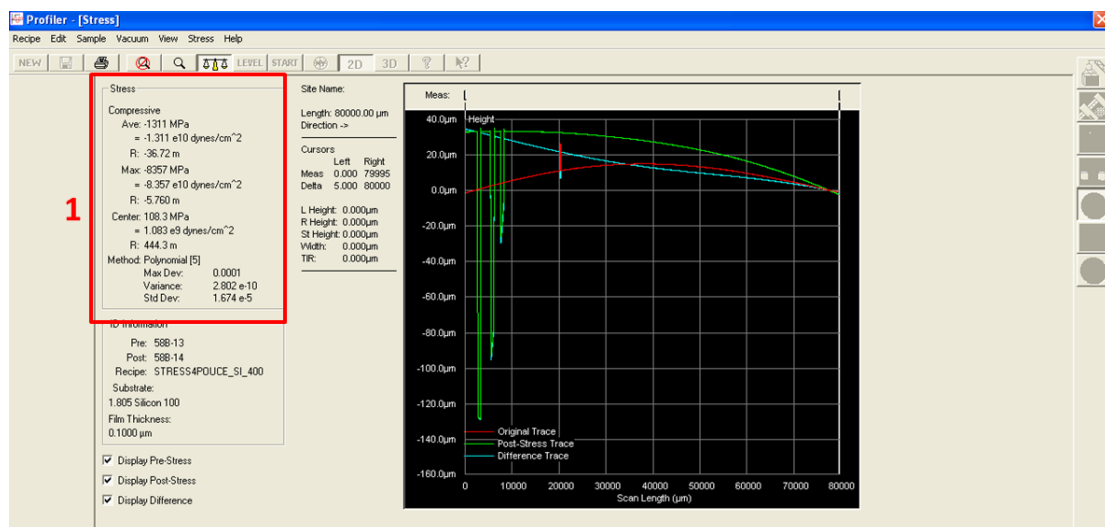 Profiler - [Stress]
Recipe Edit Sample Vacuum View Stress Help
NEW LEVEL START 2D 3D
1
Stress
Compressive
Ave: -1311 MPa
= -1.311 e10 dynes/cm^2
R: -36.72 m
Max: -8357 MPa
= -8.357 e10 dynes/cm^2
R: -5.760 m
Center: 108.3 MPa
= 1.083 e9 dynes/cm^2
R: 444.3 m
Method: Polynomial [5]
Max Dev: 0.0001
Variance: 2.802 e-10
Std Dev: 1.674 e-5
ID Information
Pre: 58B-13
Post: 58B-14
Recipe: STRESS4POUCE_SI_400
Substrate:
1.805 Silicon 100
Film Thickness:
0.1000 µm
Display Pre-Stress
Display Post-Stress
Display Difference
Site Name:
Length: 80000.00 µm
Direction ->
Cursors
Left Right
Meas 0.000 79995
Delta 5.000 80000
L Height: 0.000µm
R Height: 0.000µm
St Height: 0.000µm
Width: 0.000µm
TIR: 0.000µm
Meas: L
Height
40.0µm
20.0µm
0.0µm
-20.0µm
-40.0µm
-60.0µm
-80.0µm
-100.0µm
-120.0µm
-140.0µm
-160.0µm
Original Trace
Post-Stress Trace
Difference Trace
0 10000 20000 30000 40000 50000 60000 70000 80000
Scan Length (µm)